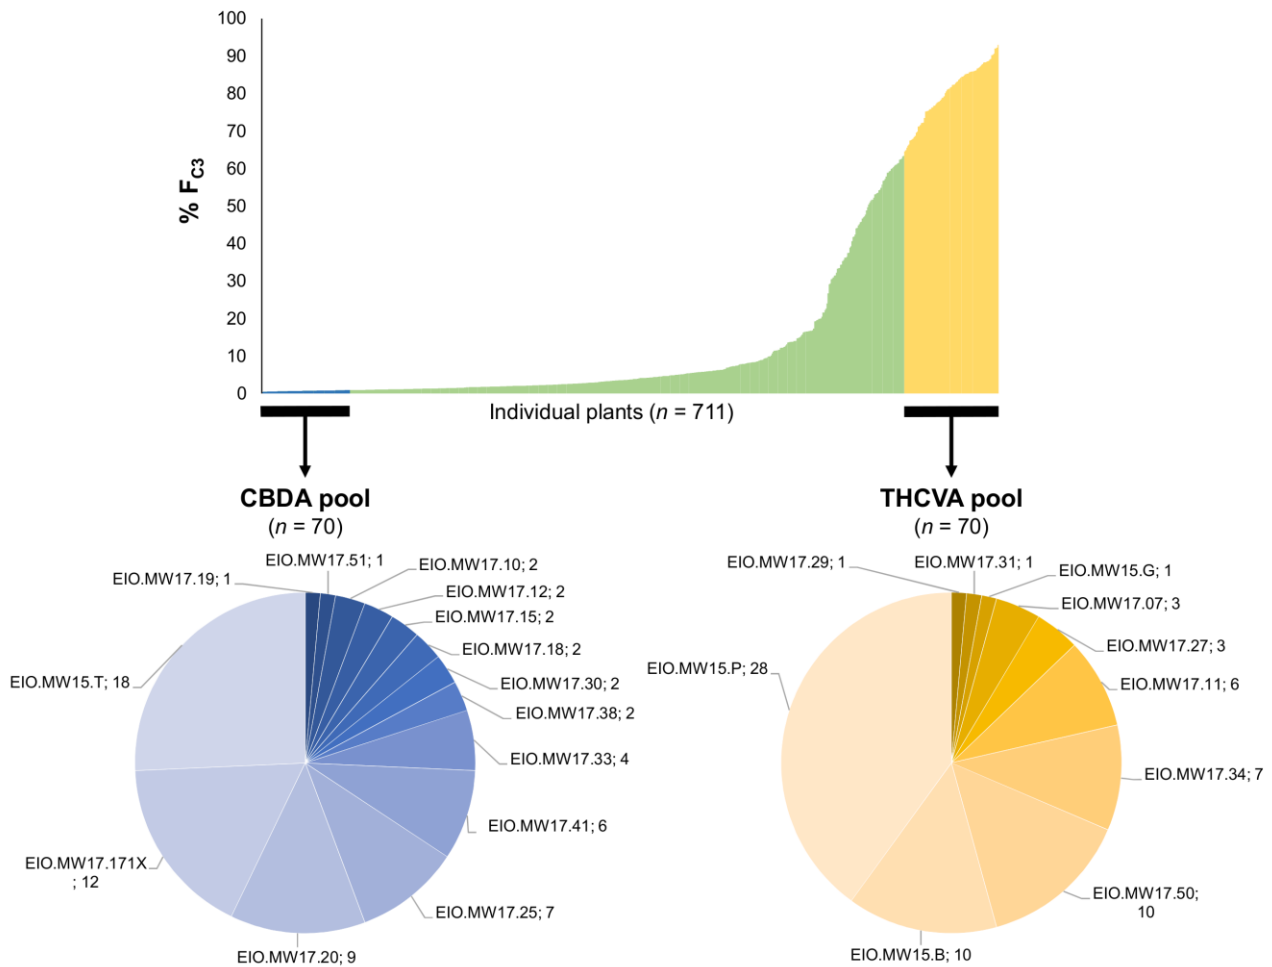 100
90
80
70
60
50
40
30
20
10
0
% FC3
Individual plants (n = 711)
CBDA pool
(n = 70)
EIO.MW17.19; 1
EIO.MW17.51; 1
EIO.MW17.10; 2
EIO.MW17.12; 2
EIO.MW17.15; 2
EIO.MW17.18; 2
EIO.MW17.30; 2
EIO.MW17.38; 2
EIO.MW17.33; 4
EIO.MW17.41; 6
EIO.MW17.25; 7
EIO.MW17.20; 9
EIO.MW17.171X
; 12
EIO.MW15.T; 18
THCVA pool
(n = 70)
EIO.MW17.29; 1
EIO.MW17.31; 1
EIO.MW15.G; 1
EIO.MW17.07; 3
EIO.MW17.27; 3
EIO.MW17.11; 6
EIO.MW17.34; 7
EIO.MW17.50;
10
EIO.MW15.B; 10
EIO.MW15.P; 28